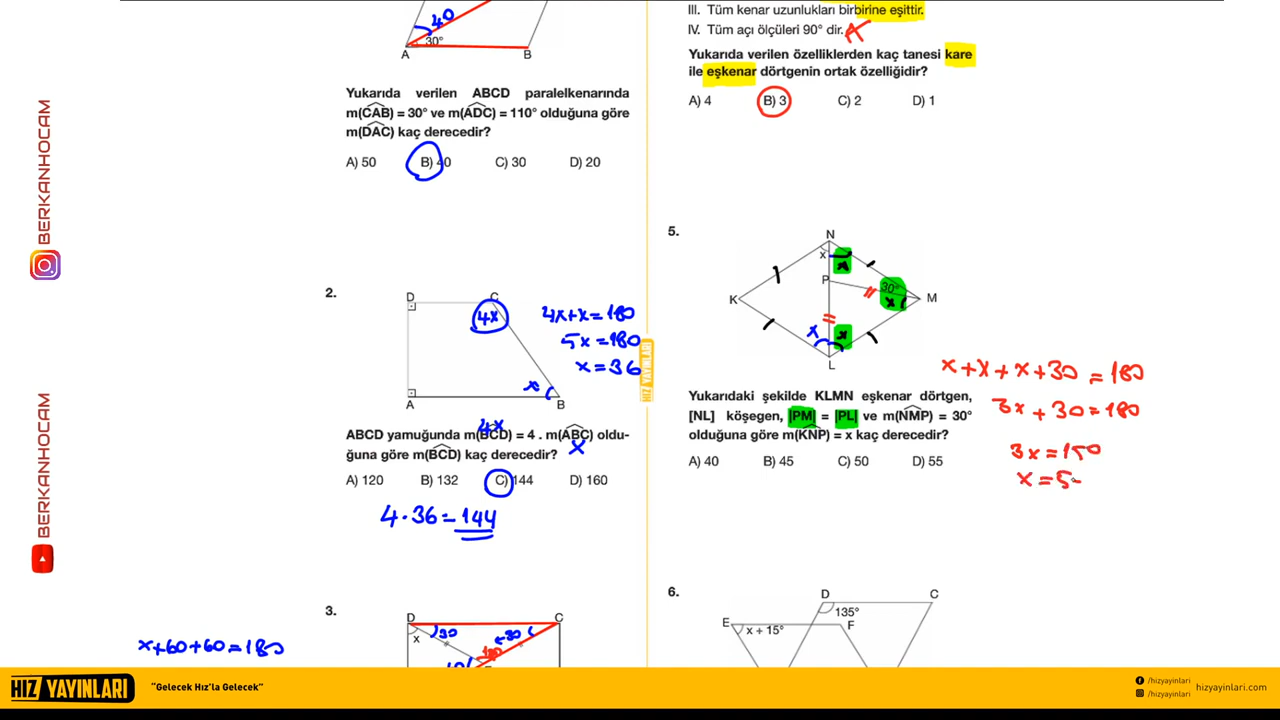 BERKANHOCAM
BERKANHOCAM
40
30°
A
B
Yukarıda verilen ABCD paralelkenarında
m(CAB) = 30° ve m(ADC) = 110° olduğuna göre
m(DAC) kaç derecedir?
A) 50 B) 40 C) 30 D) 20
2.
D
C
4x
x
A
B
4x+x=180
5x=180
x=36
4x
ABCD yamuğunda m(BCD) = 4 . m(ABC) oldu-
ğuna göre m(BCD) kaç derecedir?
x
A) 120 B) 132 C) 144 D) 160
4.36=144
3.
D
C
x
30
30
x+60+60=180
HIZ YAYINLARI
III. Tüm kenar uzunlukları birbirine eşittir.
IV. Tüm açı ölçüleri 90° dir.
Yukarıda verilen özelliklerden kaç tanesi kare
ile eşkenar dörtgenin ortak özelliğidir?
A) 4 B) 3 C) 2 D) 1
5.
N
x
x
P
30°
x
K
M
x
x
L
Yukarıdaki şekilde KLMN eşkenar dörtgen,
[NL] köşegen, |PM| = |PL| ve m(NMP) = 30°
olduğuna göre m(KNP) = x kaç derecedir?
A) 40 B) 45 C) 50 D) 55
x+x+x+30=180
3x+30=180
3x=150
x=5
6.
D
C
135°
E
x + 15°
F
HIZ YAYINLARI
"Gelecek Hız'la Gelecek"
/hizyayinlari
/hizyayinlari
hizyayinlari.com